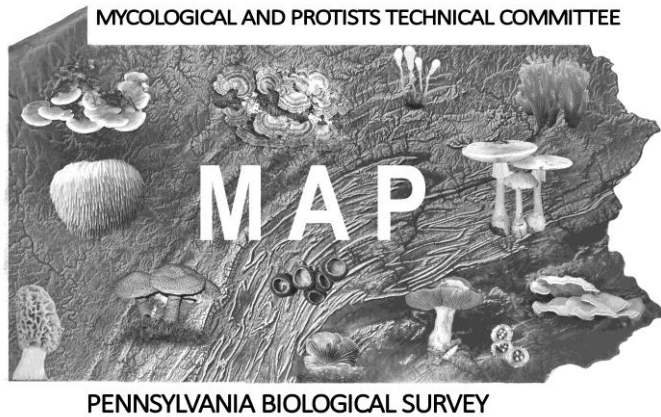 MYCOLOGICAL AND PROTISTS TECHNICAL COMMITTEE
MAP
PENNSYLVANIA BIOLOGICAL SURVEY